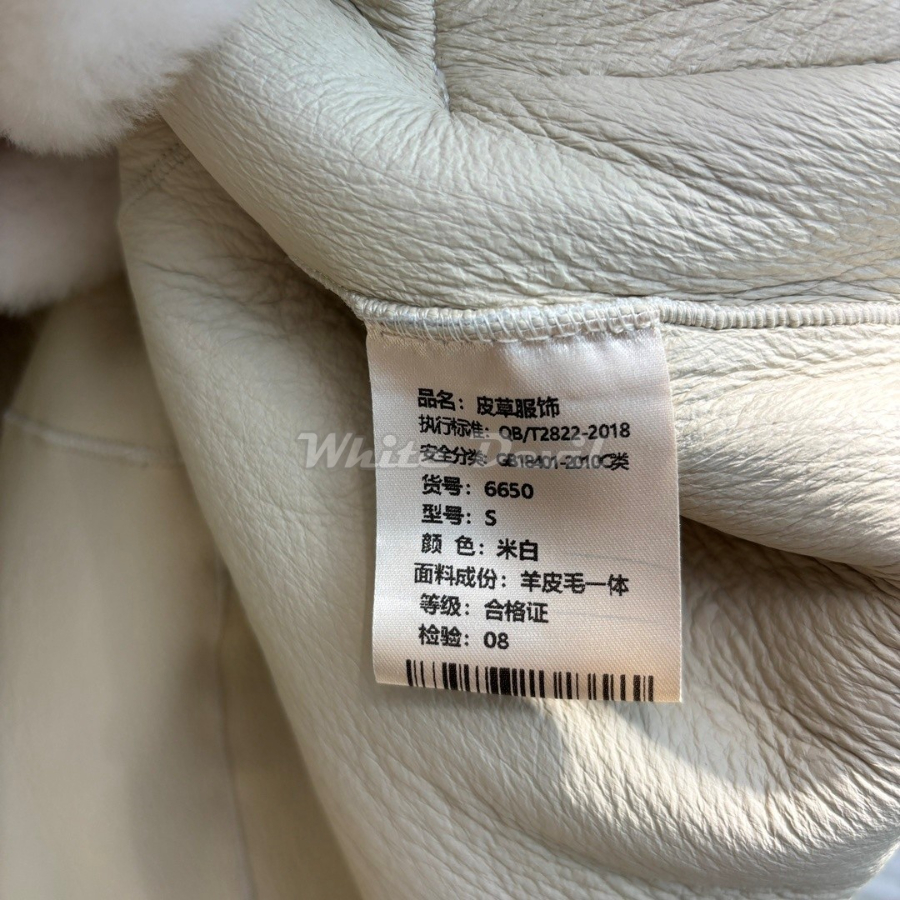 品名：皮草服饰
执行标准：QB/T2822-2018
安全分类：GB18401-2010C类
货号：6650
型号：S
颜 色：米白
面料成份：羊皮毛一体
等级：合格证
检验：08